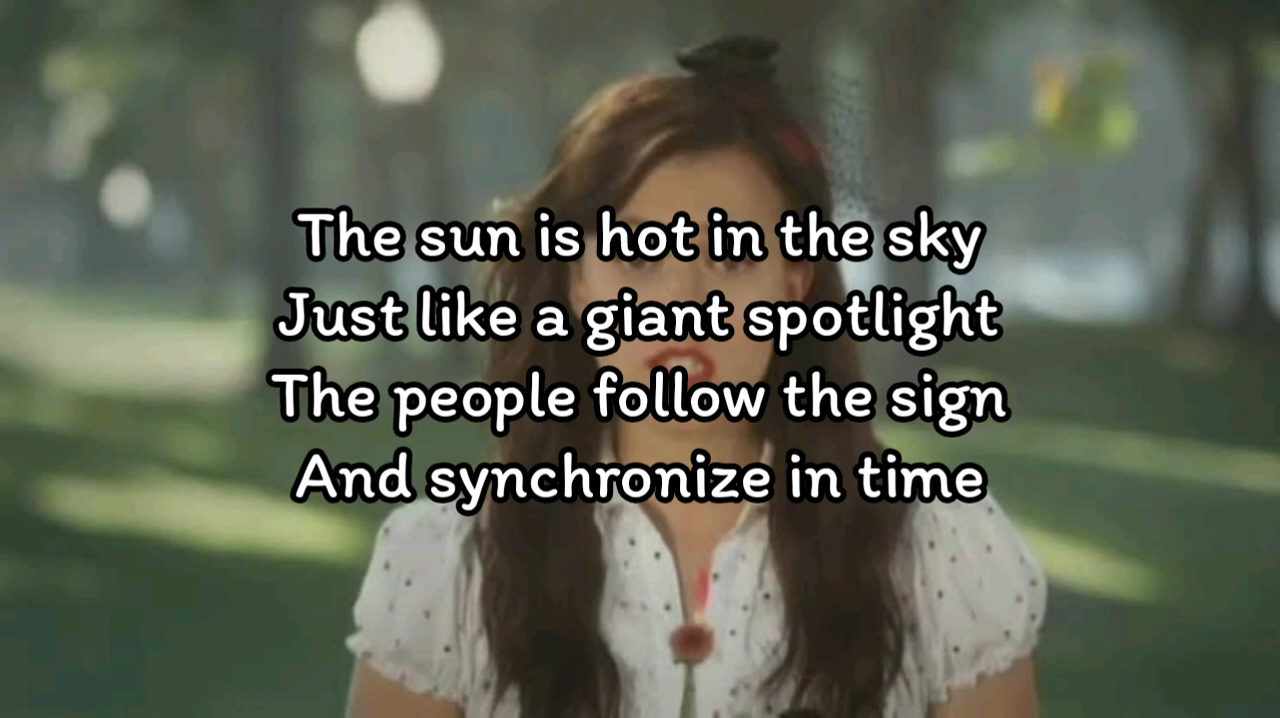 The sun is hot in the sky
Just like a giant spotlight
The people follow the sign
And synchronize in time